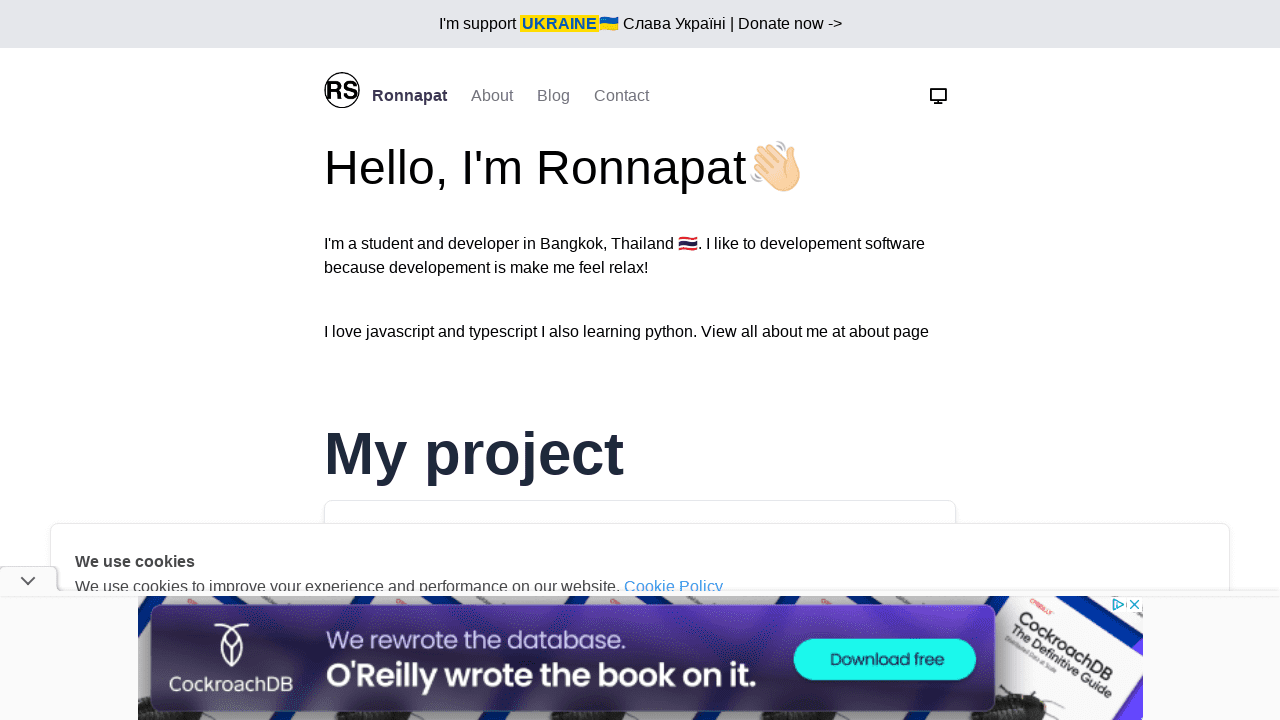 I'm support UKRAINE🇺🇦 Слава Україні | Donate now ->
RS Ronnapat About Blog Contact
Hello, I'm Ronnapat👋🏻
I'm a student and developer in Bangkok, Thailand 🇹🇭. I like to developement software
because developement is make me feel relax!
I love javascript and typescript I also learning python. View all about me at about page
My project
We use cookies
We use cookies to improve your experience and performance on our website. Cookie Policy
CockroachDB
We rewrote the database.
O'Reilly wrote the book on it.
Download free
O'REILLY
CockroachDB
The Definitive Guide